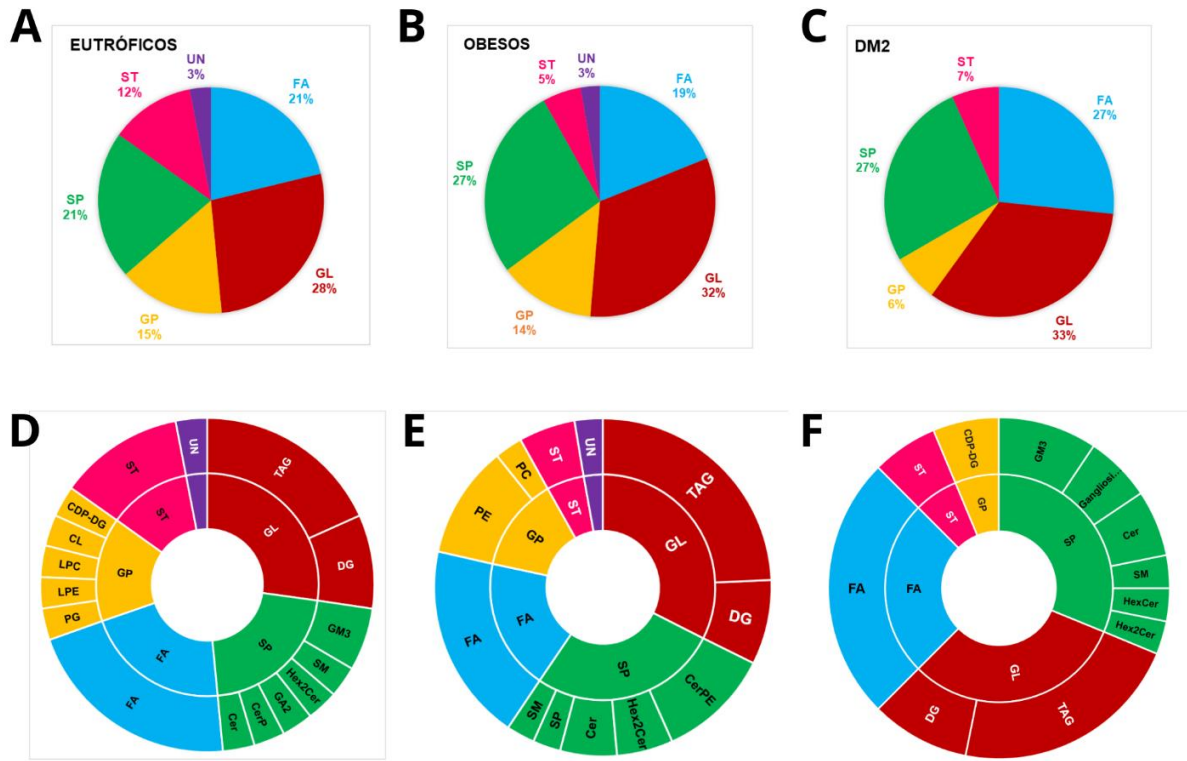 A
EUTRÓFICOS
UN
3%
ST
12%
FA
21%
SP
21%
GL
28%
GP
15%
B
OBESOS
UN
3%
ST
5%
FA
19%
SP
27%
GL
32%
GP
14%
C
DM2
ST
7%
FA
27%
SP
27%
GP
6%
GL
33%
D
UN
TAG
ST
ST
GL
CDP-DG
CL
LPC
LPE
PG
GP
DG
FA
SP
GM3
SM
Hex2Cer
GA2
CerP
Cer
FA
E
UN
ST
PC
PE
ST
TAG
GP
GL
FA
FA
DG
SP
CerPE
Hex2Cer
Cer
SP
SM
F
CDP-DG
GM3
ST
Gangliosi...
ST
GP
SP
Cer
FA
FA
SM
HexCer
Hex2Cer
GL
DG
TAG